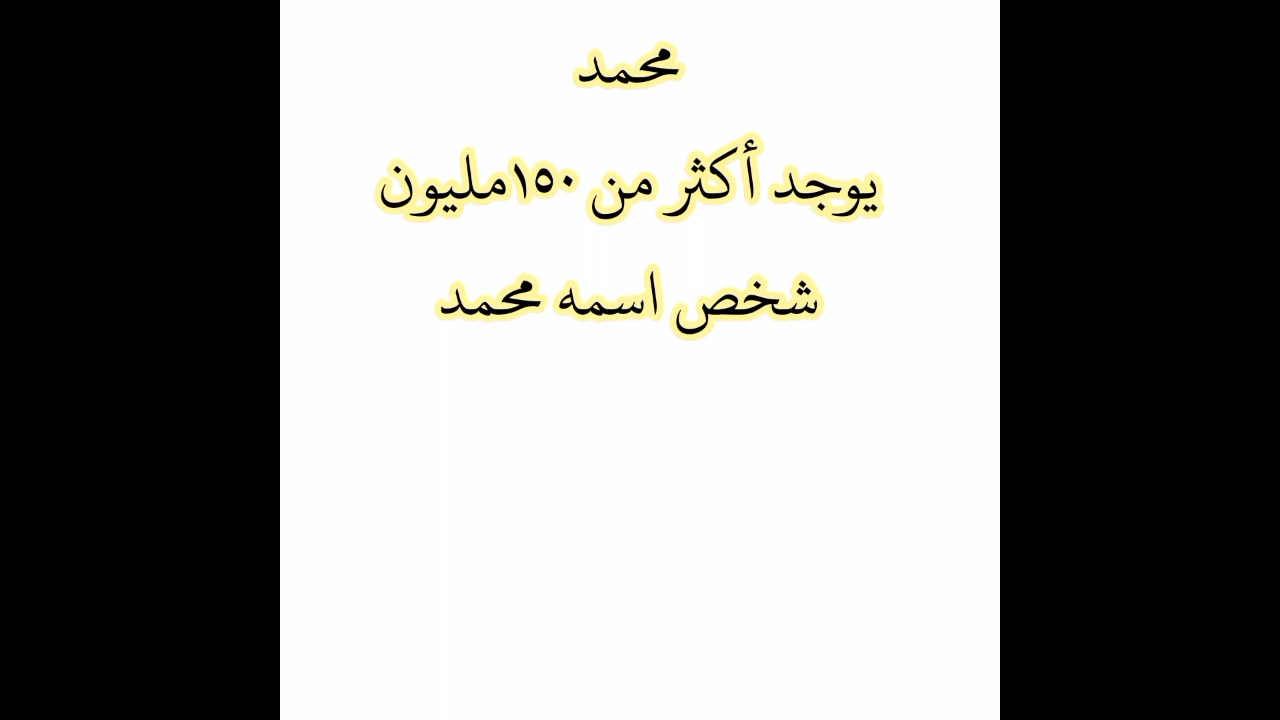 محمد
يوجد أكثر من ١٥٠مليون
شخص اسمه محمد